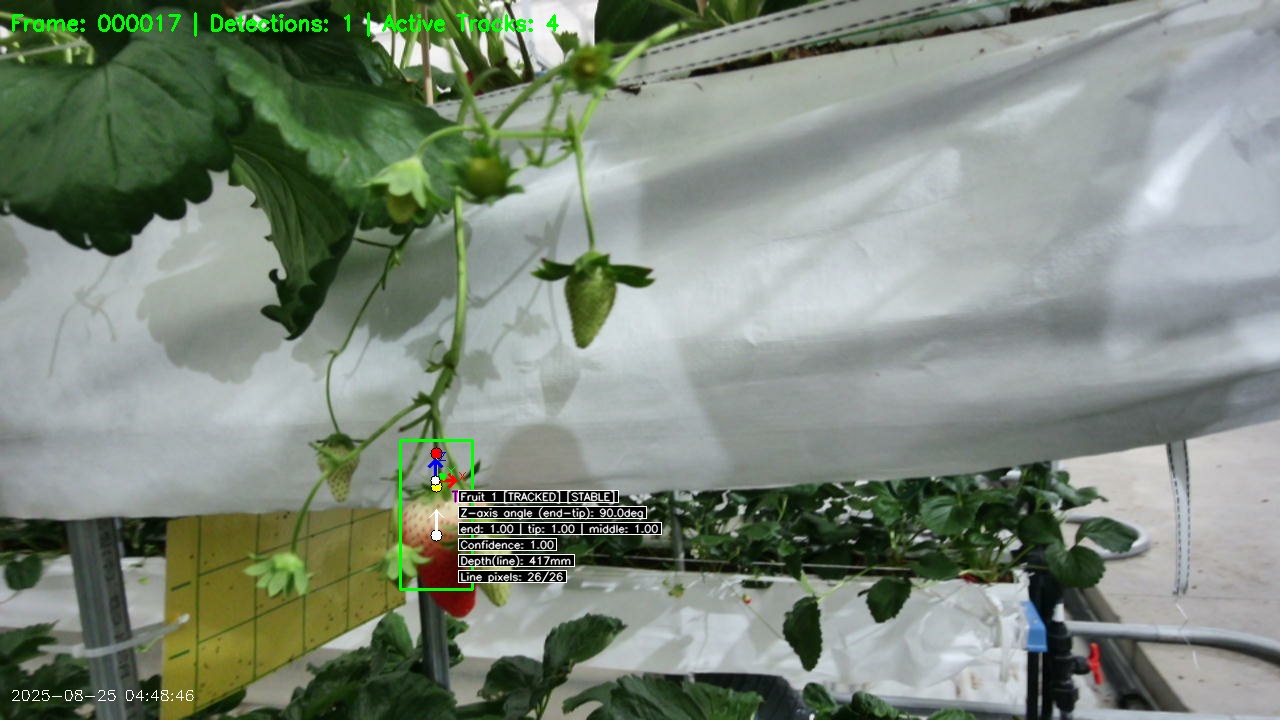 Frame: 000017 | Detections: 1 | Active Tracks: 4
Z
X
Fruit 1 [TRACKED] [STABLE]
Z-axis angle (end-tip): 90.0deg
end: 1.00 | tip: 1.00 | middle: 1.00
Confidence: 1.00
Depth(line): 417mm
Line pixels: 26/26
2025-08-25 04:48:46